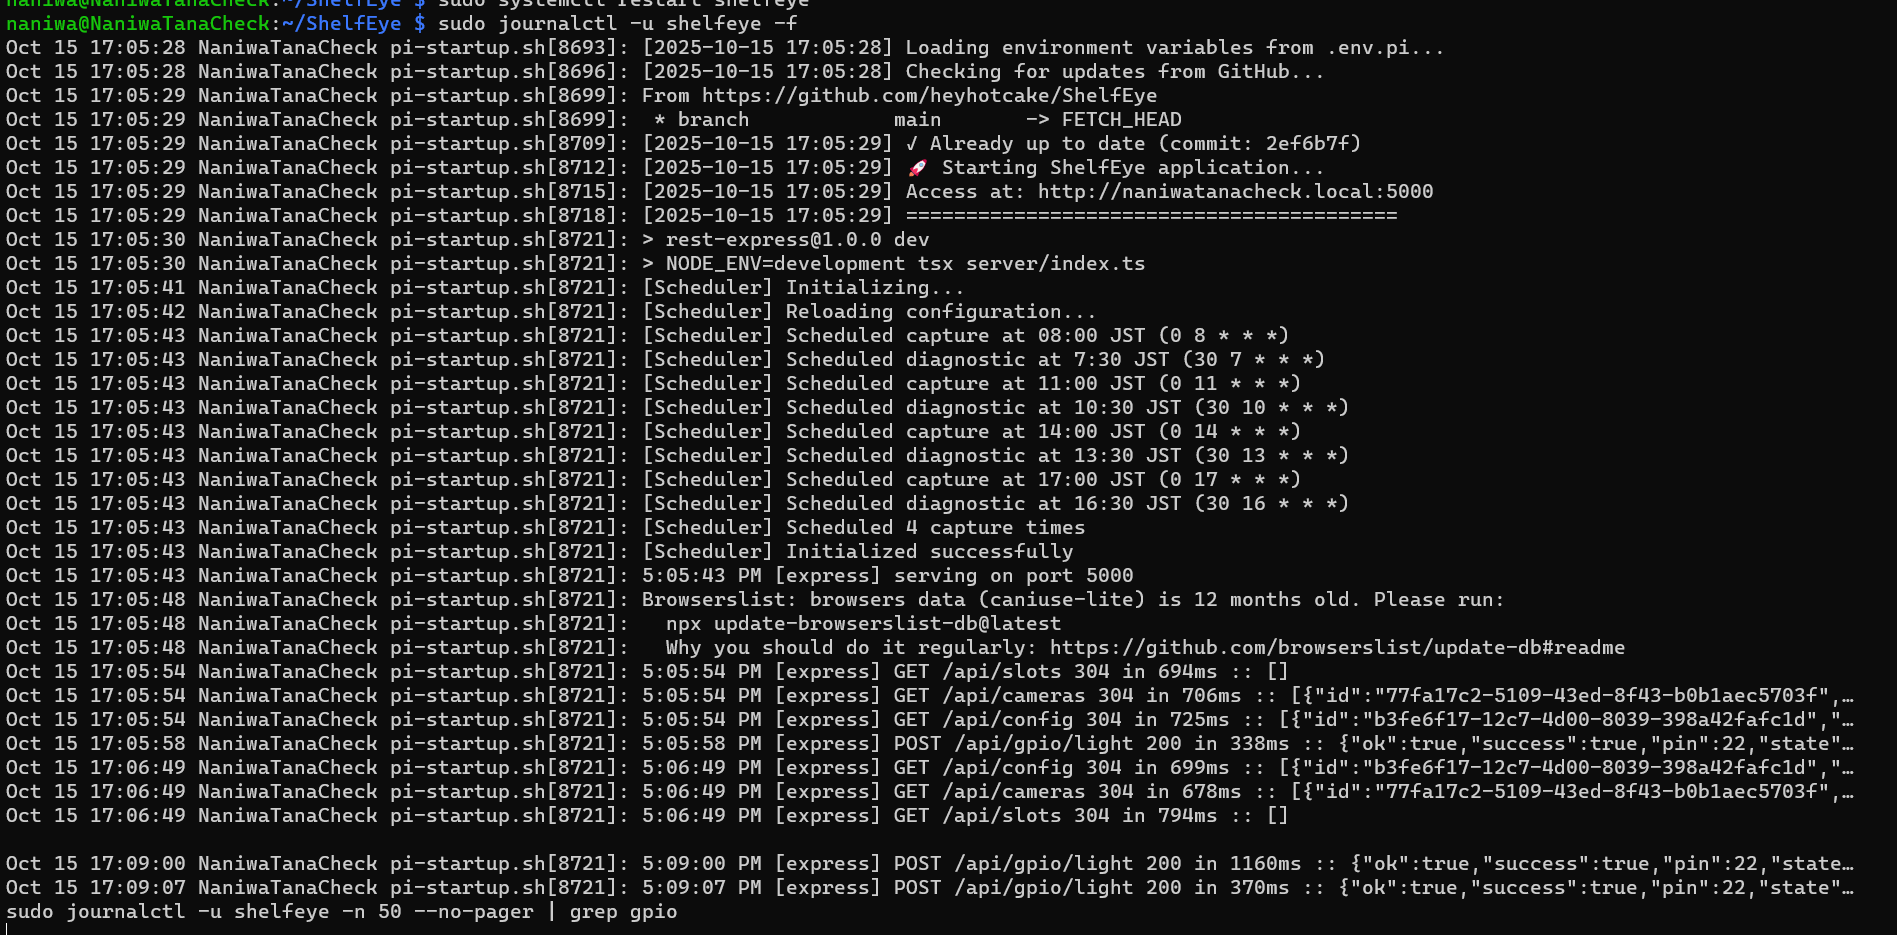 naniwa@NaniwaTanaCheck:~/ShelfEye $ sudo systemctl restart shelfeye
naniwa@NaniwaTanaCheck:~/ShelfEye $ sudo journalctl -u shelfeye -f
Oct 15 17:05:28 NaniwaTanaCheck pi-startup.sh[8693]: [2025-10-15 17:05:28] Loading environment variables from .env.pi...
Oct 15 17:05:28 NaniwaTanaCheck pi-startup.sh[8696]: [2025-10-15 17:05:28] Checking for updates from GitHub...
Oct 15 17:05:29 NaniwaTanaCheck pi-startup.sh[8699]: From https://github.com/heyhotcake/ShelfEye
Oct 15 17:05:29 NaniwaTanaCheck pi-startup.sh[8699]:  * branch            main       -> FETCH_HEAD
Oct 15 17:05:29 NaniwaTanaCheck pi-startup.sh[8709]: [2025-10-15 17:05:29] ✓ Already up to date (commit: 2ef6b7f)
Oct 15 17:05:29 NaniwaTanaCheck pi-startup.sh[8712]: [2025-10-15 17:05:29] 🚀 Starting ShelfEye application...
Oct 15 17:05:29 NaniwaTanaCheck pi-startup.sh[8715]: [2025-10-15 17:05:29] Access at: http://naniwatanacheck.local:5000
Oct 15 17:05:29 NaniwaTanaCheck pi-startup.sh[8718]: [2025-10-15 17:05:29] =========================================
Oct 15 17:05:30 NaniwaTanaCheck pi-startup.sh[8721]: > rest-express@1.0.0 dev
Oct 15 17:05:30 NaniwaTanaCheck pi-startup.sh[8721]: > NODE_ENV=development tsx server/index.ts
Oct 15 17:05:41 NaniwaTanaCheck pi-startup.sh[8721]: [Scheduler] Initializing...
Oct 15 17:05:42 NaniwaTanaCheck pi-startup.sh[8721]: [Scheduler] Reloading configuration...
Oct 15 17:05:43 NaniwaTanaCheck pi-startup.sh[8721]: [Scheduler] Scheduled capture at 08:00 JST (0 8 * * *)
Oct 15 17:05:43 NaniwaTanaCheck pi-startup.sh[8721]: [Scheduler] Scheduled diagnostic at 7:30 JST (30 7 * * *)
Oct 15 17:05:43 NaniwaTanaCheck pi-startup.sh[8721]: [Scheduler] Scheduled capture at 11:00 JST (0 11 * * *)
Oct 15 17:05:43 NaniwaTanaCheck pi-startup.sh[8721]: [Scheduler] Scheduled diagnostic at 10:30 JST (30 10 * * *)
Oct 15 17:05:43 NaniwaTanaCheck pi-startup.sh[8721]: [Scheduler] Scheduled capture at 14:00 JST (0 14 * * *)
Oct 15 17:05:43 NaniwaTanaCheck pi-startup.sh[8721]: [Scheduler] Scheduled diagnostic at 13:30 JST (30 13 * * *)
Oct 15 17:05:43 NaniwaTanaCheck pi-startup.sh[8721]: [Scheduler] Scheduled capture at 17:00 JST (0 17 * * *)
Oct 15 17:05:43 NaniwaTanaCheck pi-startup.sh[8721]: [Scheduler] Scheduled diagnostic at 16:30 JST (30 16 * * *)
Oct 15 17:05:43 NaniwaTanaCheck pi-startup.sh[8721]: [Scheduler] Scheduled 4 capture times
Oct 15 17:05:43 NaniwaTanaCheck pi-startup.sh[8721]: [Scheduler] Initialized successfully
Oct 15 17:05:43 NaniwaTanaCheck pi-startup.sh[8721]: 5:05:43 PM [express] serving on port 5000
Oct 15 17:05:48 NaniwaTanaCheck pi-startup.sh[8721]: Browserslist: browsers data (caniuse-lite) is 12 months old. Please run:
Oct 15 17:05:48 NaniwaTanaCheck pi-startup.sh[8721]:   npx update-browserslist-db@latest
Oct 15 17:05:48 NaniwaTanaCheck pi-startup.sh[8721]:   Why you should do it regularly: https://github.com/browserslist/update-db#readme
Oct 15 17:05:54 NaniwaTanaCheck pi-startup.sh[8721]: 5:05:54 PM [express] GET /api/slots 304 in 694ms :: []
Oct 15 17:05:54 NaniwaTanaCheck pi-startup.sh[8721]: 5:05:54 PM [express] GET /api/cameras 304 in 706ms :: [{"id":"77fa17c2-5109-43ed-8f43-b0b1aec5703f",…
Oct 15 17:05:54 NaniwaTanaCheck pi-startup.sh[8721]: 5:05:54 PM [express] GET /api/config 304 in 725ms :: [{"id":"b3fe6f17-12c7-4d00-8039-398a42fafc1d","…
Oct 15 17:05:58 NaniwaTanaCheck pi-startup.sh[8721]: 5:05:58 PM [express] POST /api/gpio/light 200 in 338ms :: {"ok":true,"success":true,"pin":22,"state"…
Oct 15 17:06:49 NaniwaTanaCheck pi-startup.sh[8721]: 5:06:49 PM [express] GET /api/config 304 in 699ms :: [{"id":"b3fe6f17-12c7-4d00-8039-398a42fafc1d","…
Oct 15 17:06:49 NaniwaTanaCheck pi-startup.sh[8721]: 5:06:49 PM [express] GET /api/cameras 304 in 678ms :: [{"id":"77fa17c2-5109-43ed-8f43-b0b1aec5703f",…
Oct 15 17:06:49 NaniwaTanaCheck pi-startup.sh[8721]: 5:06:49 PM [express] GET /api/slots 304 in 794ms :: []
Oct 15 17:09:00 NaniwaTanaCheck pi-startup.sh[8721]: 5:09:00 PM [express] POST /api/gpio/light 200 in 1160ms :: {"ok":true,"success":true,"pin":22,"state…
Oct 15 17:09:07 NaniwaTanaCheck pi-startup.sh[8721]: 5:09:07 PM [express] POST /api/gpio/light 200 in 370ms :: {"ok":true,"success":true,"pin":22,"state"…
sudo journalctl -u shelfeye -n 50 --no-pager | grep gpio